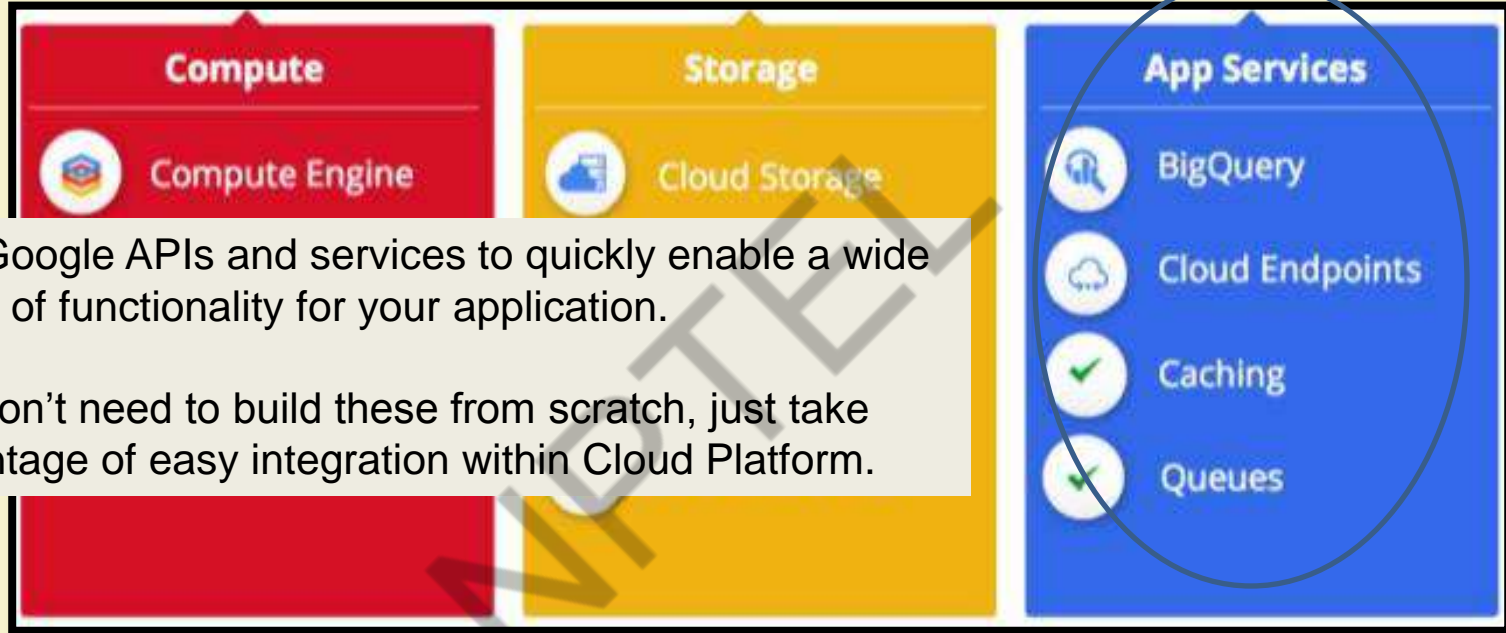 Compute
Compute Engine
Storage
Cloud Storage
App Services
BigQuery
Cloud Endpoints
Caching
Queues
Google APIs and services to quickly enable a wide
of functionality for your application.
need to build these from scratch, just take
of easy integration within Cloud Platform.
NPTEL